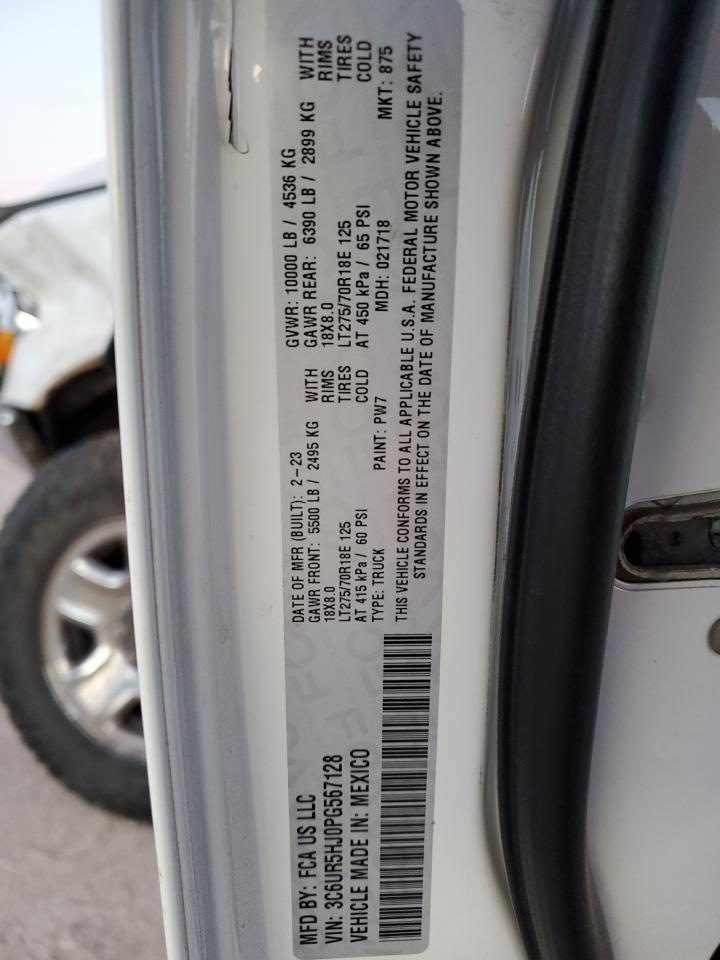 MFD BY: FCA US LLC
VIN: 3C6UR5HJ0PG567128
VEHICLE MADE IN: MEXICO
DATE OF MFR (BUILT): 2-23 GVWR: 10000 LB / 4536 KG
GAWR FRONT: 5500 LB / 2495 KG WITH GAWR REAR: 6390 LB / 2899 KG WITH
18X8.0 RIMS 18X8.0 RIMS
LT275/70R18E 125 TIRES LT275/70R18E 125 TIRES
AT 415 kPa / 60 PSI COLD AT 450 kPa / 65 PSI COLD
TYPE: TRUCK PAINT: PW7 MDH: 021718 MKT: 875
THIS VEHICLE CONFORMS TO ALL APPLICABLE U.S.A. FEDERAL MOTOR VEHICLE SAFETY
STANDARDS IN EFFECT ON THE DATE OF MANUFACTURE SHOWN ABOVE.